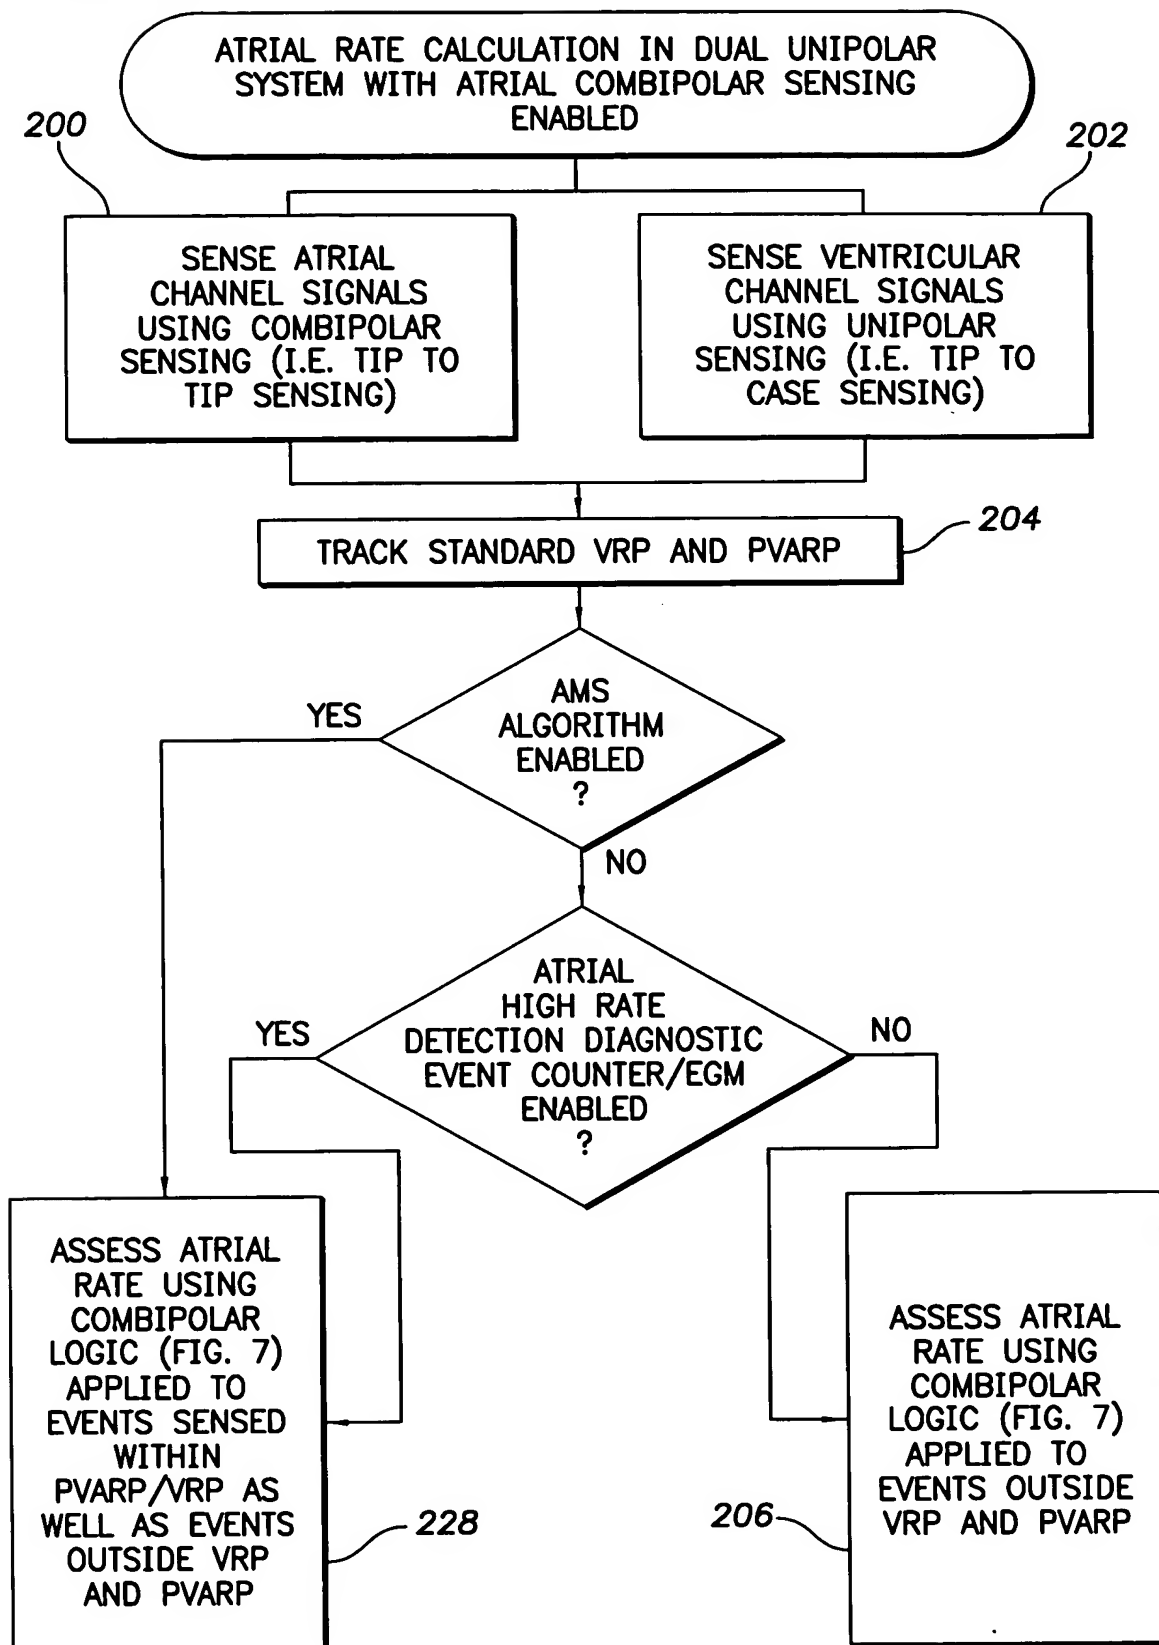 ATRIAL RATE CALCULATION IN DUAL UNIPOLAR
SYSTEM WITH ATRIAL COMBIPOLAR SENSING
ENABLED
200
202
SENSE ATRIAL
CHANNEL SIGNALS
USING COMBIPOLAR
SENSING (I.E. TIP TO
TIP SENSING)
SENSE VENTRICULAR
CHANNEL SIGNALS
USING UNIPOLAR
SENSING (I.E. TIP TO
CASE SENSING)
204
TRACK STANDARD VRP AND PVARP
AMS
ALGORITHM
ENABLED
?
YES
NO
ATRIAL
HIGH RATE
DETECTION DIAGNOSTIC
EVENT COUNTER/EGM
ENABLED
?
YES
NO
ASSESS ATRIAL
RATE USING
COMBIPOLAR
LOGIC (FIG. 7)
APPLIED TO
EVENTS SENSED
WITHIN
PVARP/VRP AS
WELL AS EVENTS
OUTSIDE VRP
AND PVARP
228
206
ASSESS ATRIAL
RATE USING
COMBIPOLAR
LOGIC (FIG. 7)
APPLIED TO
EVENTS OUTSIDE
VRP AND PVARP